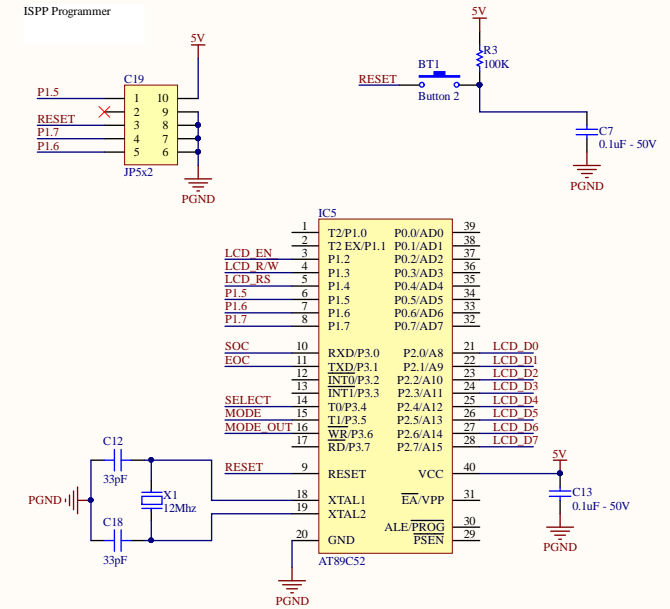 ISPP Programmer
5V
C19
P1.5 1 10
2 9
RESET 3 8
P1.7 4 7
P1.6 5 6
JP5x2
PGND
5V
R3
100K
BT1
RESET
Button 2
C7
0.1uF - 50V
PGND
IC5
1 T2/P1.0 P0.0/AD0 39
2 T2 EX/P1.1 P0.1/AD1 38
LCD_EN 3 P1.2 P0.2/AD2 37
LCD_R/W 4 P1.3 P0.3/AD3 36
LCD_RS 5 P1.4 P0.4/AD4 35
P1.5 6 P1.5 P0.5/AD5 34
P1.6 7 P1.6 P0.6/AD6 33
P1.7 8 P1.7 P0.7/AD7 32
SOC 10 RXD/P3.0 P2.0/A8 21 LCD_D0
EOC 11 TXD/P3.1 P2.1/A9 22 LCD_D1
12 INT0/P3.2 P2.2/A10 23 LCD_D2
13 INT1/P3.3 P2.3/A11 24 LCD_D3
SELECT 14 T0/P3.4 P2.4/A12 25 LCD_D4
MODE 15 T1/P3.5 P2.5/A13 26 LCD_D5
MODE_OUT 16 WR/P3.6 P2.6/A14 27 LCD_D6
17 RD/P3.7 P2.7/A15 28 LCD_D7
RESET 9 RESET VCC 40
5V
C13
0.1uF - 50V
PGND
18 XTAL1 EA/VPP 31
19 XTAL2
ALE/PROG 30
20 GND PSEN 29
AT89C52
PGND
C12
33pF
PGND
X1
12Mhz
C18
33pF